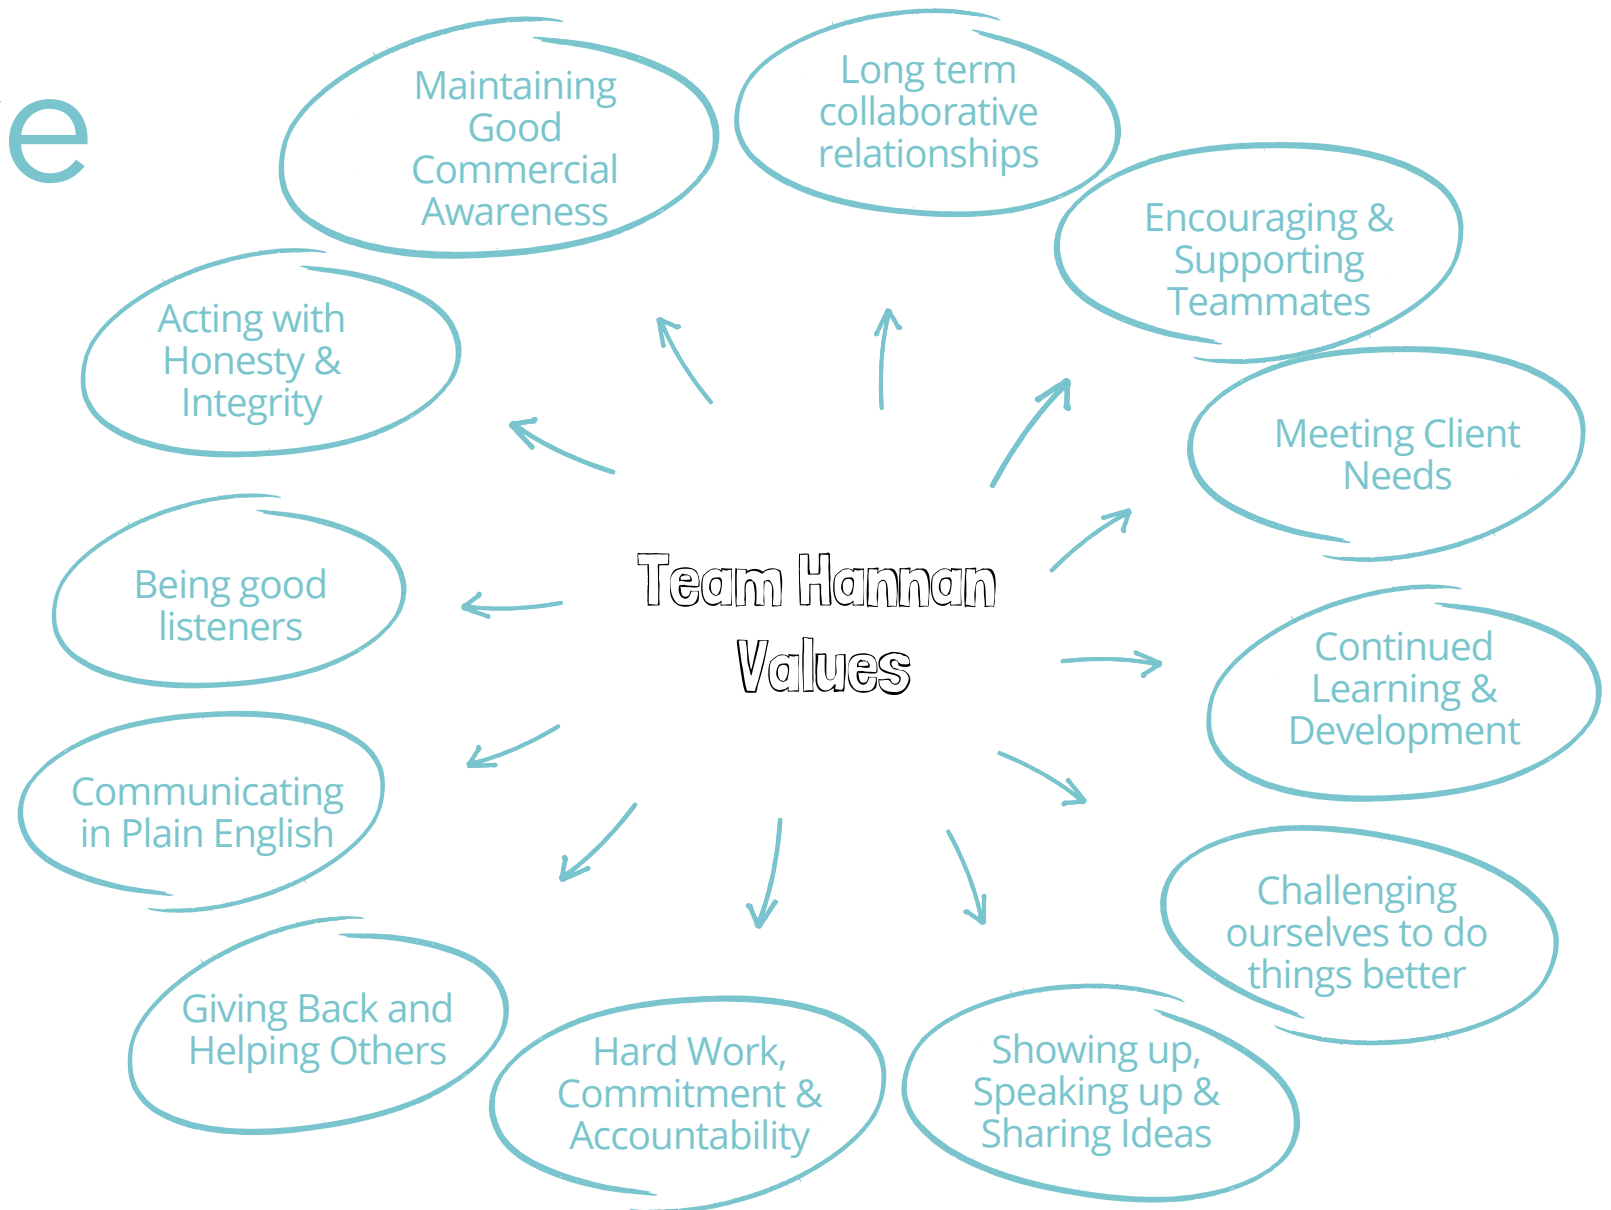 e
Maintaining
Good
Commercial
Awareness
Long term
collaborative
relationships
Encouraging &
Supporting
Teammates
Meeting Client
Needs
Continued
Learning &
Development
Challenging
ourselves to do
things better
Showing up,
Speaking up &
Sharing Ideas
Hard Work,
Commitment &
Accountability
Giving Back and
Helping Others
Communicating
in Plain English
Being good
listeners
Acting with
Honesty &
Integrity
Team Hannan
Values